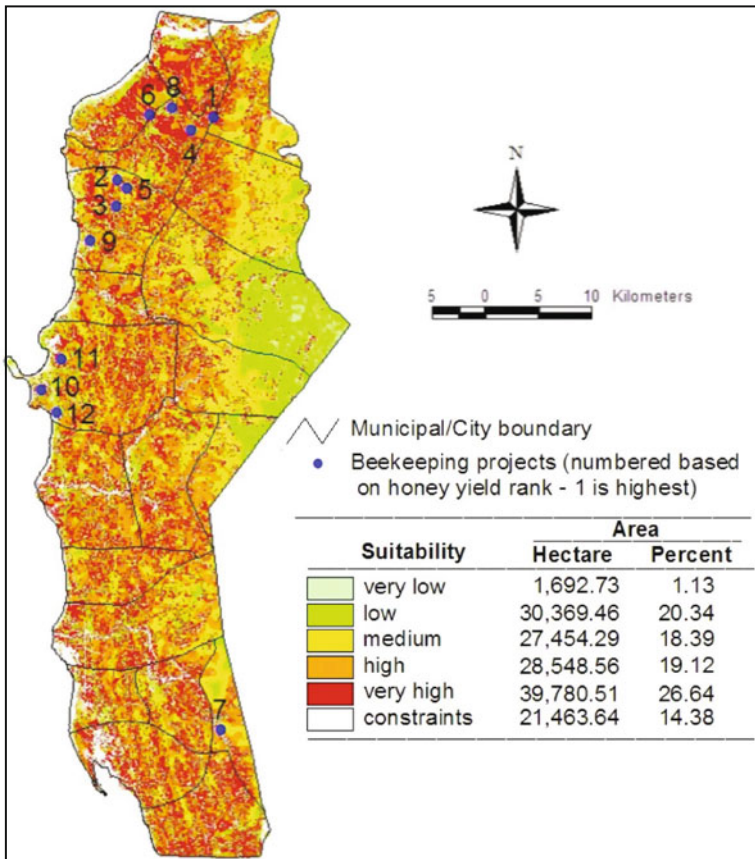 8
6
1
4
2
5
3
9
N
5 0 5 10 Kilometers
11
10
12
Municipal/City boundary
Beekeeping projects (numbered based
on honey yield rank - 1 is highest)
Area
Suitability Hectare Percent
very low 1,692.73 1.13
low 30,369.46 20.34
medium 27,454.29 18.39
high 28,548.56 19.12
very high 39,780.51 26.64
constraints 21,463.64 14.38
7